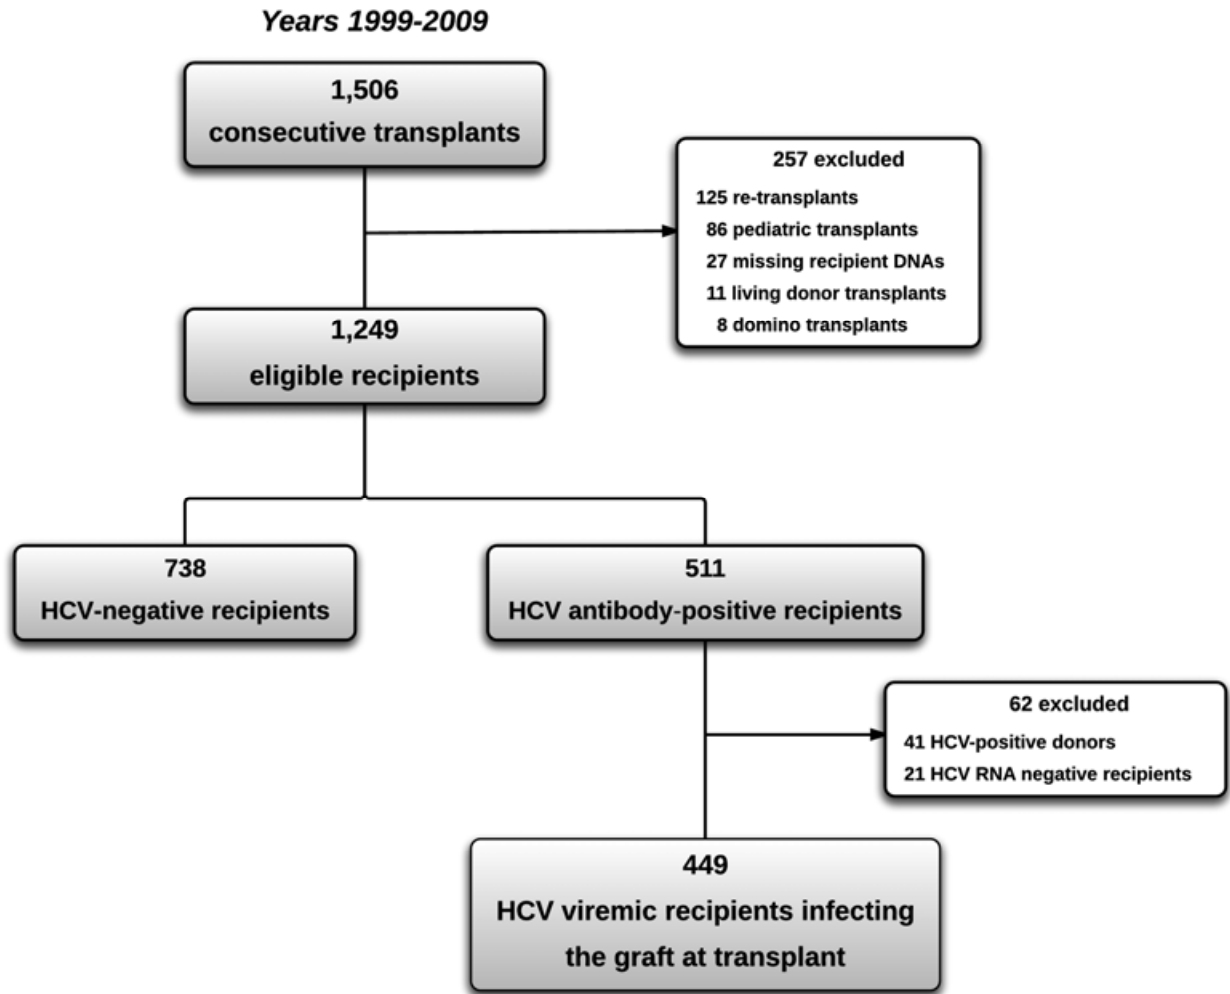 Years 1999-2009
1,506
consecutive transplants
257 excluded
125 re-transplants
86 pediatric transplants
27 missing recipient DNAs
11 living donor transplants
8 domino transplants
1,249
eligible recipients
738
HCV-negative recipients
511
HCV antibody-positive recipients
62 excluded
41 HCV-positive donors
21 HCV RNA negative recipients
449
HCV viremic recipients infecting
the graft at transplant